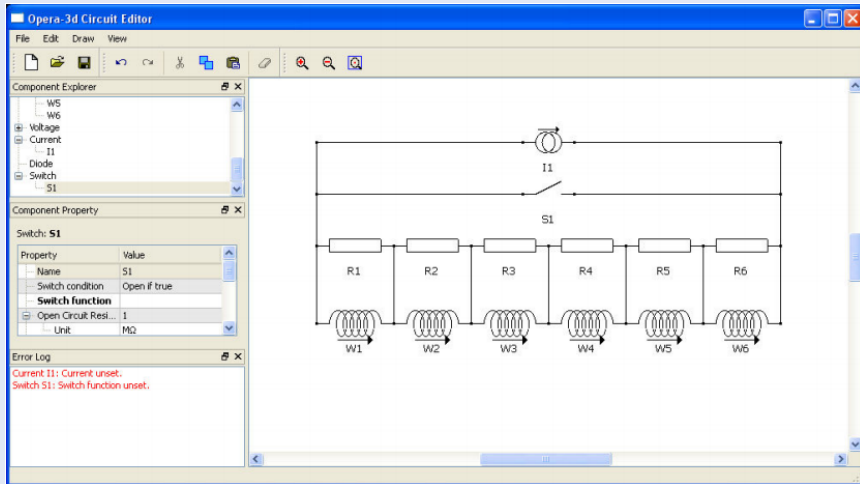 Opera-3d Circuit Editor
File Edit Draw View
Component Explorer
W5
W6
Voltage
Current
I1
Diode
Switch
S1
Component Property
Switch: S1
Property Value
Name S1
Switch condition Open if true
Switch function
Open Circuit Resi... 1
Unit MΩ
Error Log
Current I1: Current unset.
Switch S1: Switch function unset.
I1
S1
R1 R2 R3 R4 R5 R6
W1 W2 W3 W4 W5 W6